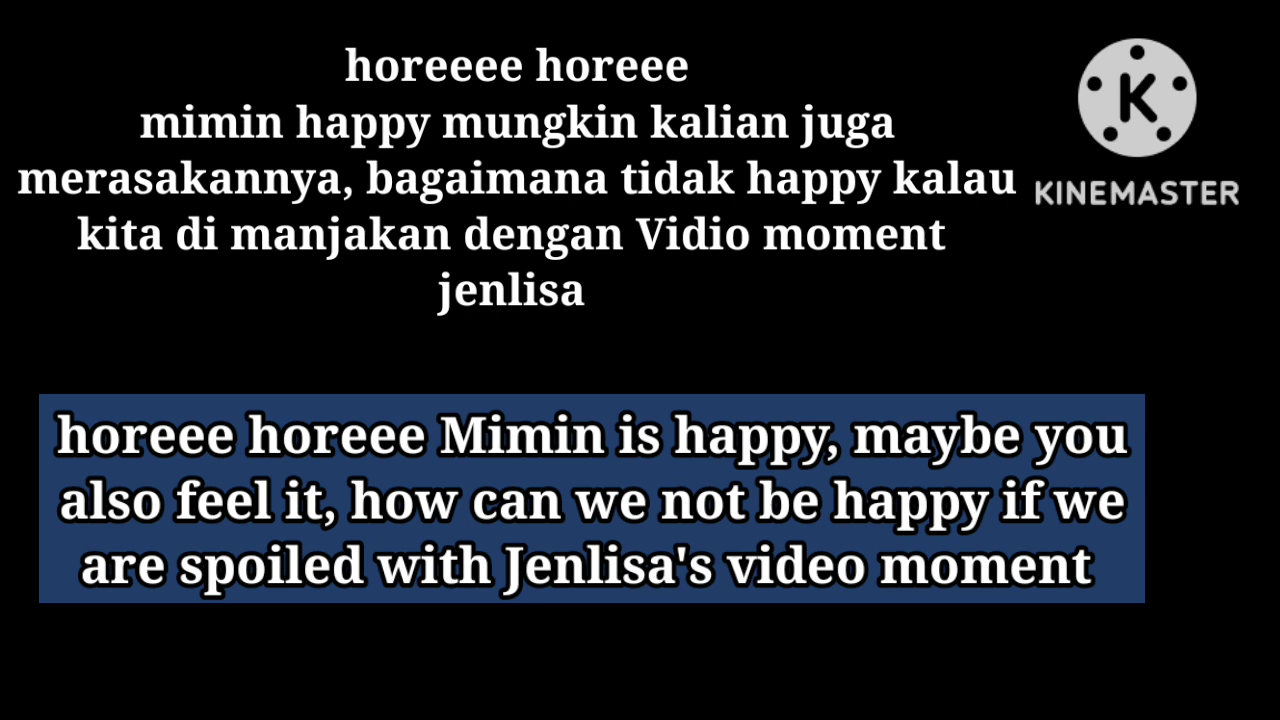 horeeee horeee
mimin happy mungkin kalian juga
merasakannya, bagaimana tidak happy kalau
kita di manjakan dengan Vidio moment
jenlisa
K
KINEMASTER
horeee horeee Mimin is happy, maybe you
also feel it, how can we not be happy if we
are spoiled with Jenlisa's video moment